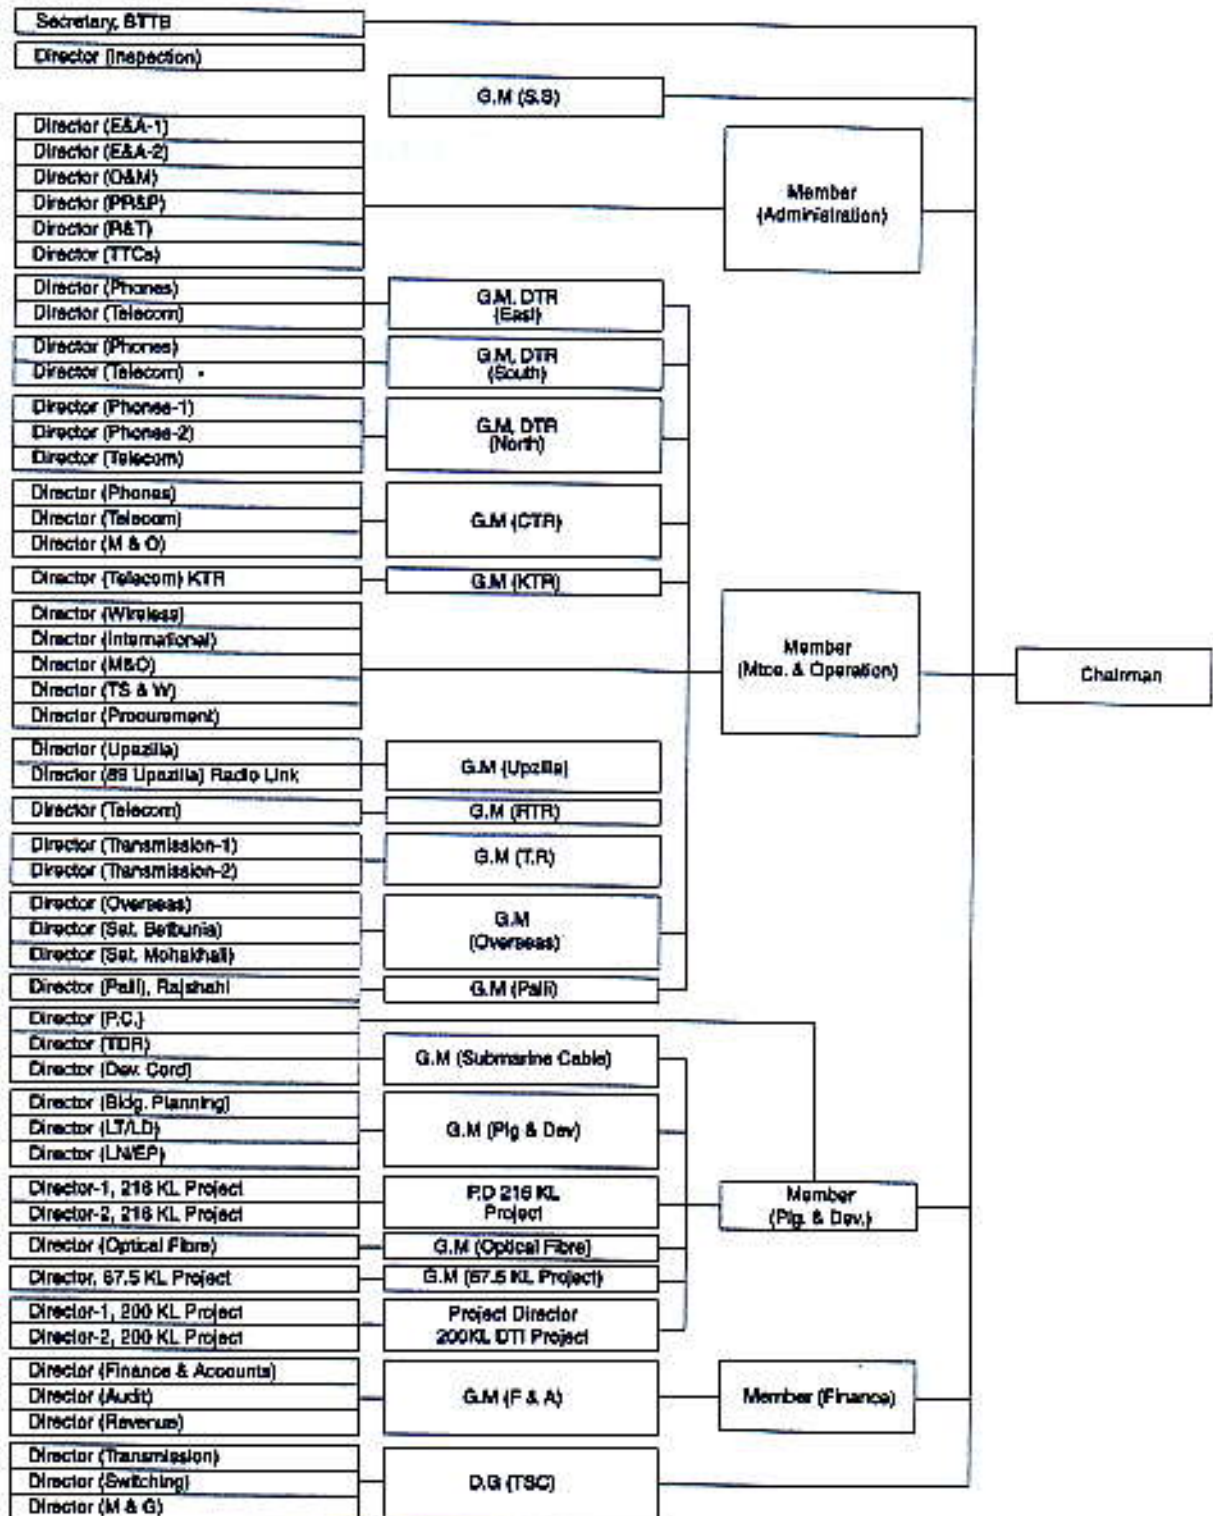 Secretary, BTTB
Director (Inspection)
G.M (S.S)
Director (E&A-1)
Director (E&A-2)
Director (O&M)
Director (PR&P)
Director (R&T)
Director (TTCs)
Member
(Administration)
Director (Phones)
Director (Telecom)
G.M, DTR
(East)
Director (Phones)
Director (Telecom)
G.M, DTR
(South)
Director (Phones-1)
Director (Phones-2)
Director (Telecom)
G.M, DTR
(North)
Director (Phones)
Director (Telecom)
Director (M & O)
G.M (CTR)
Director (Telecom) KTR
G.M (KTR)
Director (Wireless)
Director (International)
Director (M&O)
Director (TS & W)
Director (Procurement)
Member
(Mtce. & Operation)
Chairman
Director (Upazilla)
Director (89 Upazilla) Radio Link
G.M (Upzilla)
Director (Telecom)
G.M (RTR)
Director (Transmission-1)
Director (Transmission-2)
G.M (T.R)
Director (Overseas)
Director (Sat. Betbunia)
Director (Sat. Mohakhali)
G.M
(Overseas)
Director (Palli), Rajshahi
G.M (Palli)
Director (P.C.)
Director (TDR)
Director (Dev. Cord)
G.M (Submarine Cable)
Director (Bldg. Planning)
Director (LT/LD)
Director (LN/EP)
G.M (Plg & Dev)
Director-1, 216 KL Project
Director-2, 216 KL Project
P.D 216 KL
Project
Member
(Plg. & Dev.)
Director (Optical Fibre)
G.M (Optical Fibre)
Director, 67.5 KL Project
G.M (67.5 KL Project)
Director-1, 200 KL Project
Director-2, 200 KL Project
Project Director
200KL DTI Project
Director (Finance & Accounts)
Director (Audit)
Director (Revenue)
G.M (F & A)
Member (Finance)
Director (Transmission)
Director (Switching)
Director (M & G)
D.G (TSC)